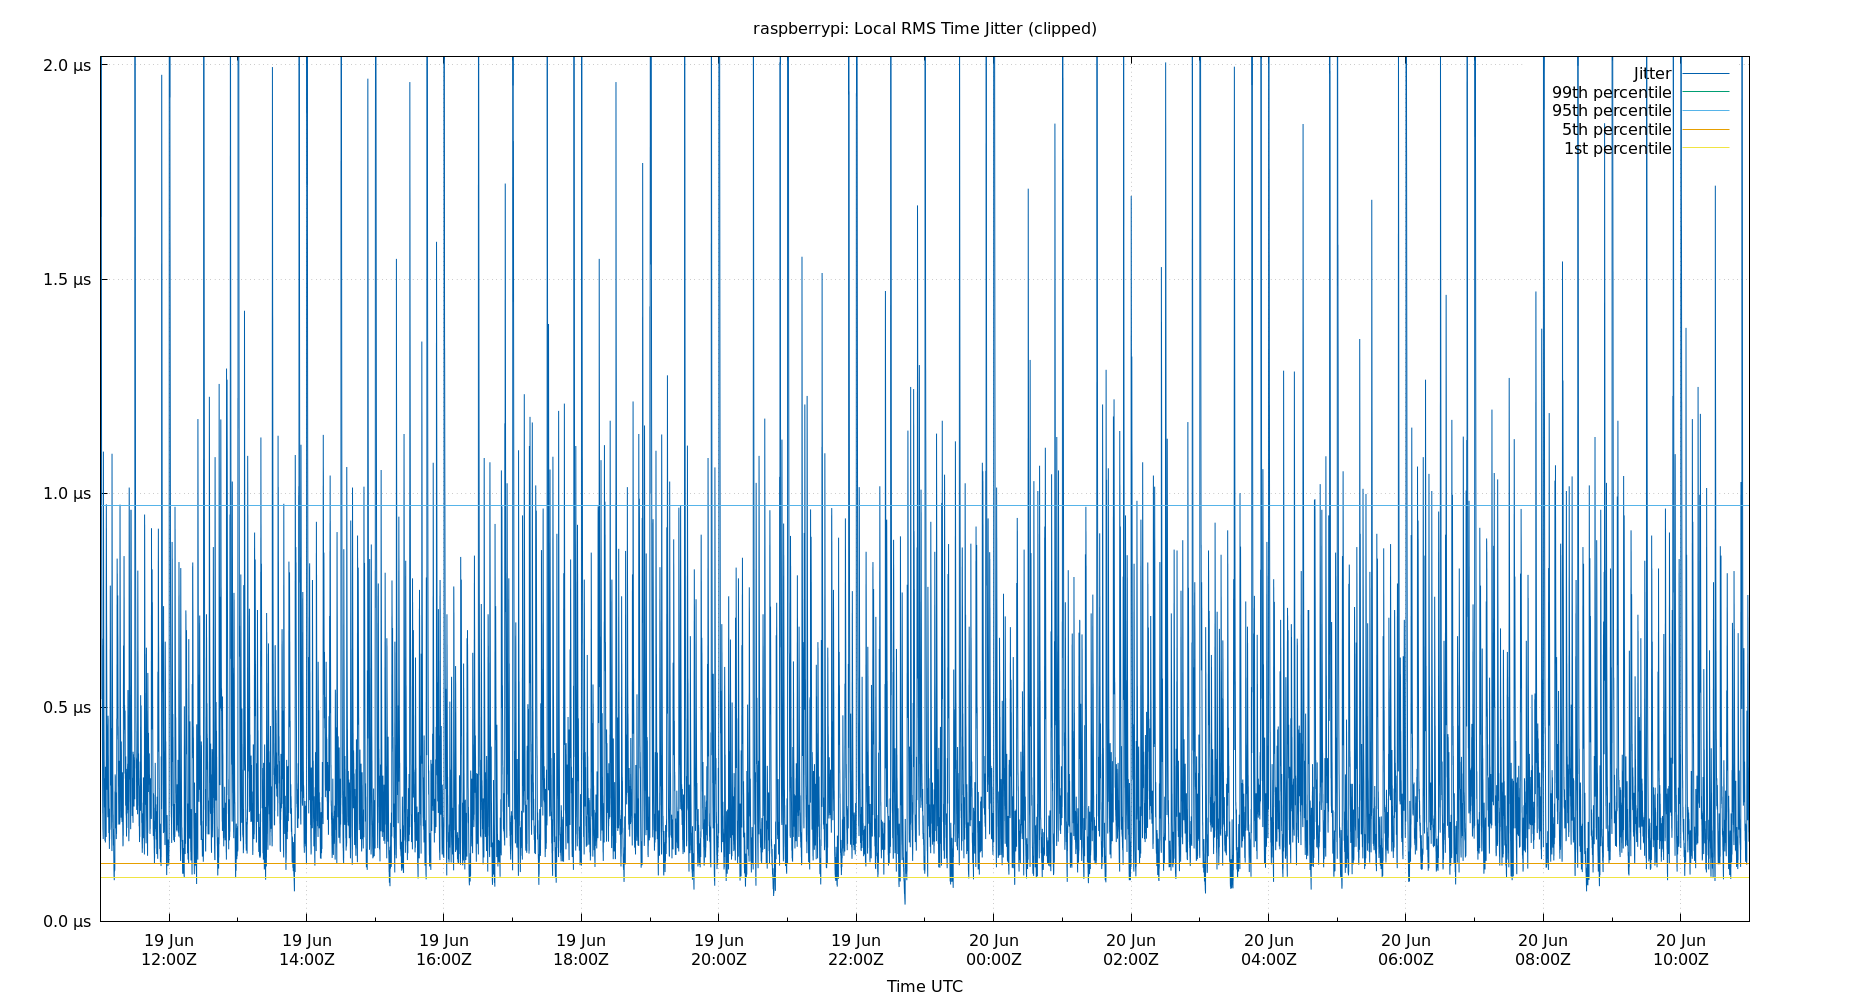 raspberrypi: Local RMS Time Jitter (clipped)
2.0 μs
1.5 μs
1.0 μs
0.5 μs
0.0 μs
Jitter
99th percentile
95th percentile
5th percentile
1st percentile
19 Jun 19 Jun 19 Jun 19 Jun 19 Jun 19 Jun 20 Jun 20 Jun 20 Jun 20 Jun 20 Jun 20 Jun
12:00Z 14:00Z 16:00Z 18:00Z 20:00Z 22:00Z 00:00Z 02:00Z 04:00Z 06:00Z 08:00Z 10:00Z
Time UTC